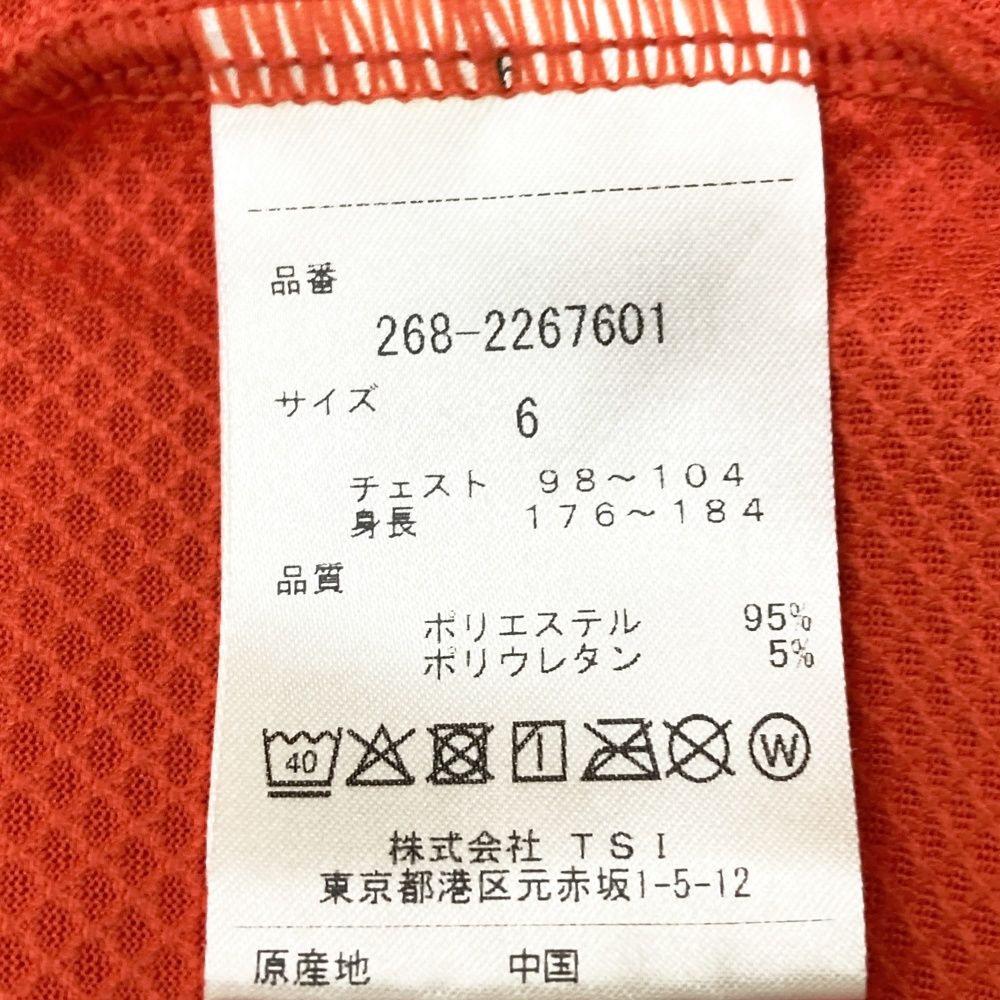 品番
268-2267601
サイズ 6
チェスト 98～104
身長 176～184
品質
ポリエステル 95%
ポリウレタン 5%
40 W
株式会社 TSI
東京都港区元赤坂1-5-12
原産地 中国